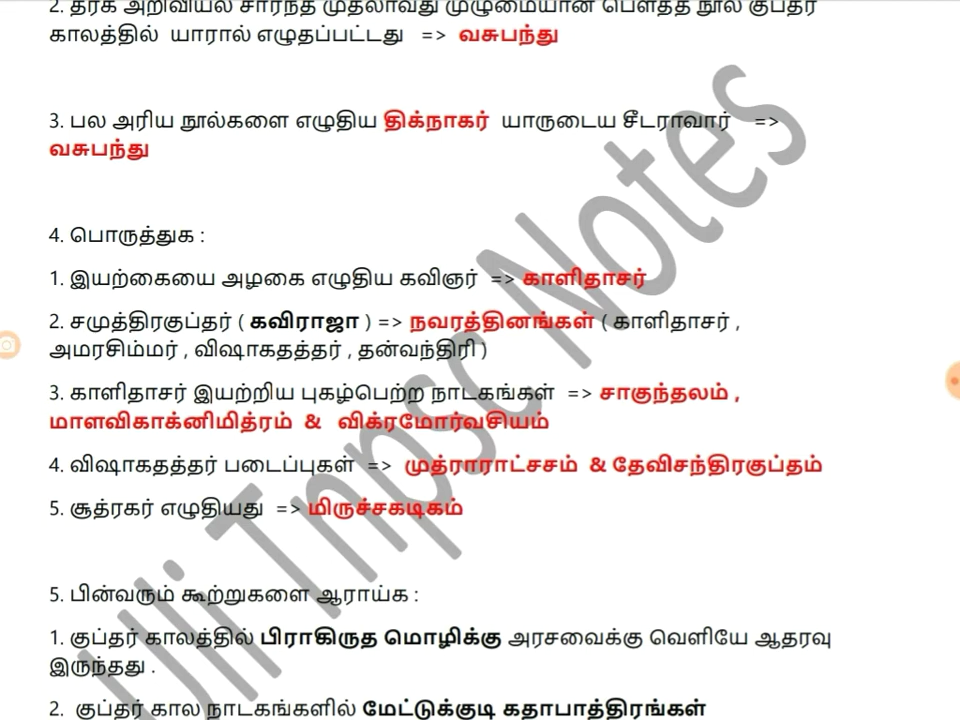 2. தர்க்க அறிவியல் சார்ந்த முதலாவது முழுமையான பௌத்த நூல் குப்தர்
காலத்தில் யாரால் எழுதப்பட்டது => வசுபந்து
3. பல அரிய நூல்களை எழுதிய திக்நாகர் யாருடைய சீடராவார் =>
வசுபந்து
4. பொருத்துக :
1. இயற்கையை அழகை எழுதிய கவிஞர் => காளிதாசர்
2. சமுத்திரகுப்தர் ( கவிராஜா ) => நவரத்தினங்கள் ( காளிதாசர் ,
அமரசிம்மர் , விஷாகதத்தர் , தன்வந்திரி )
3. காளிதாசர் இயற்றிய புகழ்பெற்ற நாடகங்கள் => சாகுந்தலம் ,
மாளவிகாக்னிமித்ரம் & விக்ரமோர்வசியம்
4. விஷாகதத்தர் படைப்புகள் => முத்ராராட்சசம் & தேவிசந்திரகுப்தம்
5. சூத்ரகர் எழுதியது => மிருச்சகடிகம்
5. பின்வரும் கூற்றுகளை ஆராய்க :
1. குப்தர் காலத்தில் பிராகிருத மொழிக்கு அரசவைக்கு வெளியே ஆதரவு
இருந்தது .
2. குப்தர் கால நாடகங்களில் மேட்டுக்குடி கதாபாத்திரங்கள்
Tnpsc Notes